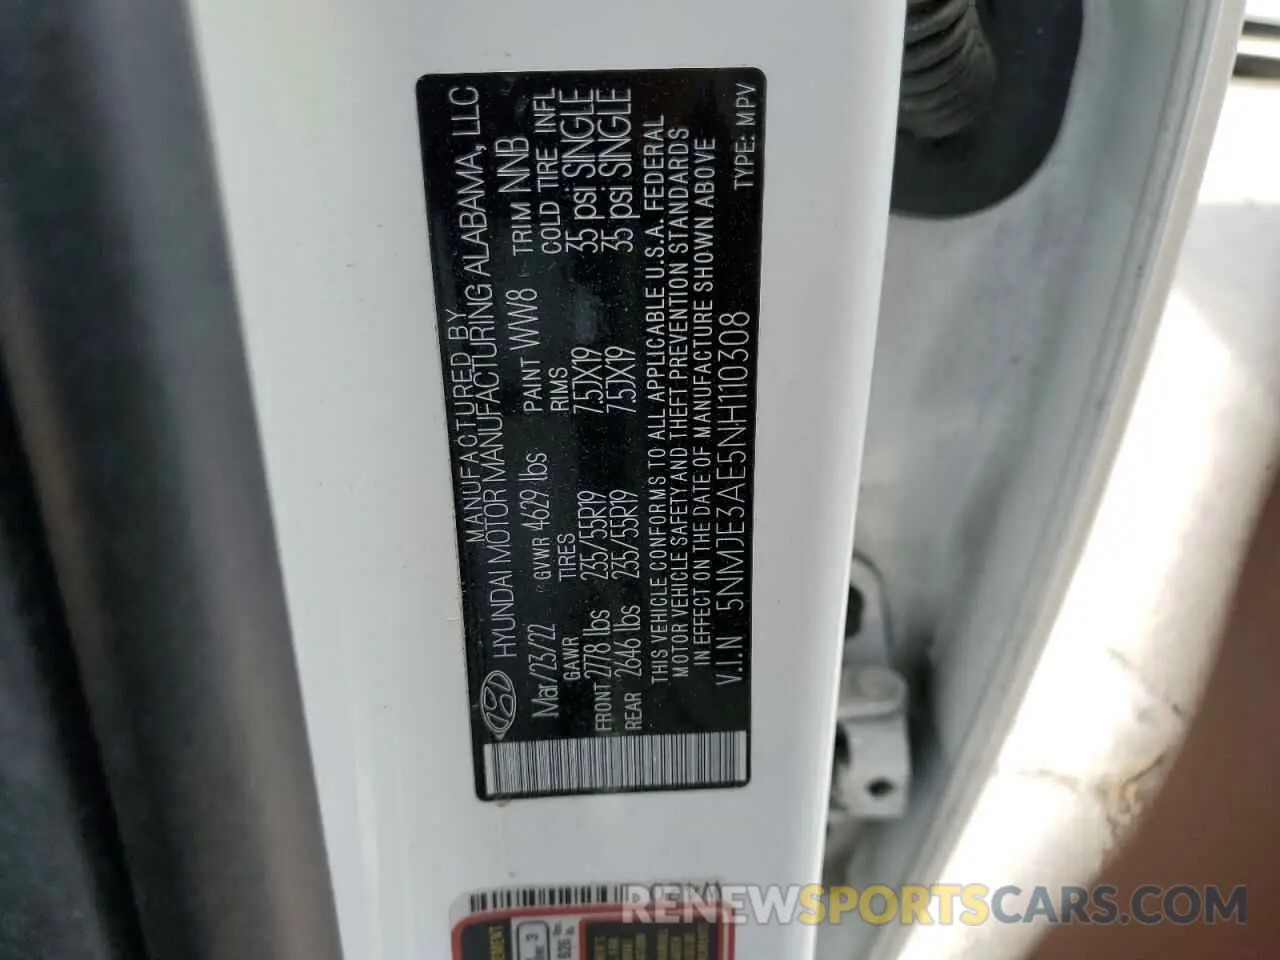 MANUFACTURED BY
HYUNDAI MOTOR MANUFACTURING ALABAMA, LLC
Mar/23/22 GVWR 4629 lbs PAINT WW8 TRIM NNB
GAWR TIRES RIMS COLD TIRE INFL
FRONT 2778 lbs 235/55R19 7.5JX19 35 psi SINGLE
REAR 2646 lbs 235/55R19 7.5JX19 35 psi SINGLE
THIS VEHICLE CONFORMS TO ALL APPLICABLE U.S.A. FEDERAL
MOTOR VEHICLE SAFETY AND THEFT PREVENTION STANDARDS
IN EFFECT ON THE DATE OF MANUFACTURE SHOWN ABOVE
V.I.N 5NMJE3AE5NH110308 TYPE: MPV
RENEWSPORTSCARS.COM